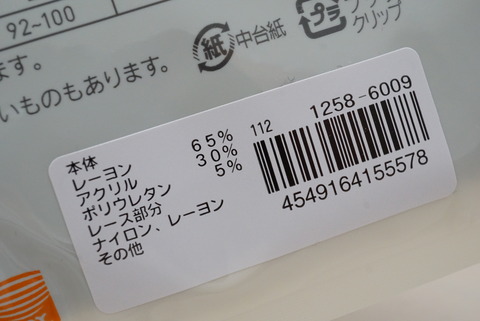 92-100
ます。
いものもあります。
紙
中台紙
プラ
クリップ
本体
レーヨン 65%
アクリル 30%
ポリウレタン 5%
レース部分
ナイロン、レーヨン
その他
112 1258-6009
4549164155578